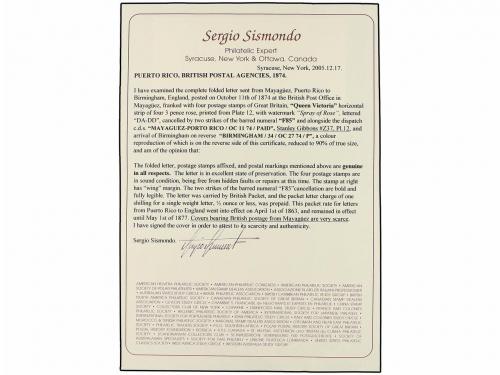 Sergio Sismondo
Philatelic Expert
Syracuse, New York & Ottawa, Canada
Syracuse, New York, 2005.12.17.
PUERTO RICO, BRITISH POSTAL AGENCIES, 1874.
I have examined the complete folded letter sent from Mayagüez, Puerto Rico to
Birmingham, England, posted on October 11th of 1874 at the British Post Office in
Mayagüez, franked with four postage stamps of Great Britain, "Queen Victoria" horizontal
strip of four 3 pence rose, printed from Plate 12, with watermark "Spray of Rose", lettered
"DA-DD", cancelled by two strikes of the barred numeral "F85" and alongside the dispatch
c.d.s. "MAYAGUEZ-PORTO RICO / OC 11 74 / PAID", Stanley Gibbons #Z37, Pl.12, and
arrival of Birmingham on reverse "BIRMINGHAM / 34 / OC 27 74 / P", a colour
reproduction of which is on the reverse side of this certificate, reduced to 90% of true size,
and am of the opinion that:
The folded letter, postage stamps affixed, and postal markings mentioned above are genuine
in all respects. The letter is in excellent state of preservation. The four postage stamps are
in sound condition, being free from hidden faults or repairs at this time. The stamp at right
has "wing" margin. The two strikes of the barred numeral "F85" cancellation are bold and
fully legible. The letter was carried by British Packet, and the packet letter charge of one
shilling for a single weight letter, ½ ounce or less, was prepaid. This packet rate for letters
from Puerto Rico to England went into effect on April 1st of 1863, and remained in effect
until May 1st of 1877. Covers bearing British postage from Mayagüez are very scarce.
I have signed the cover in order to attest to its scarcity and authenticity.
Sergio Sismondo.